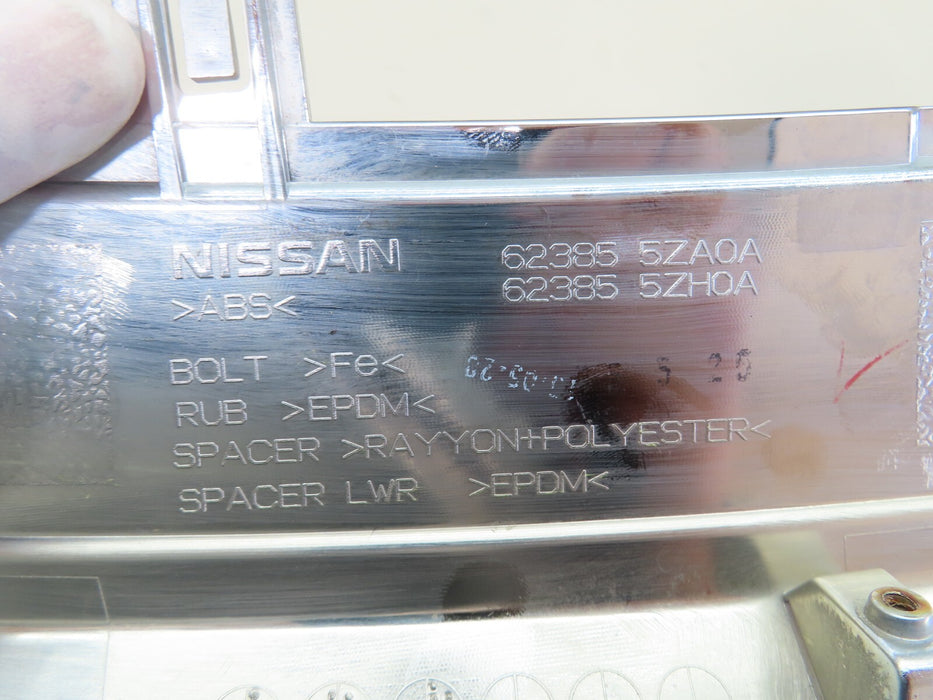 NISSAN 62385 5ZA0A
62385 5ZH0A
>ABS<
BOLT >Fe<
RUB >EPDM<
SPACER >RAYYON+POLYESTER<
SPACER LWR >EPDM<